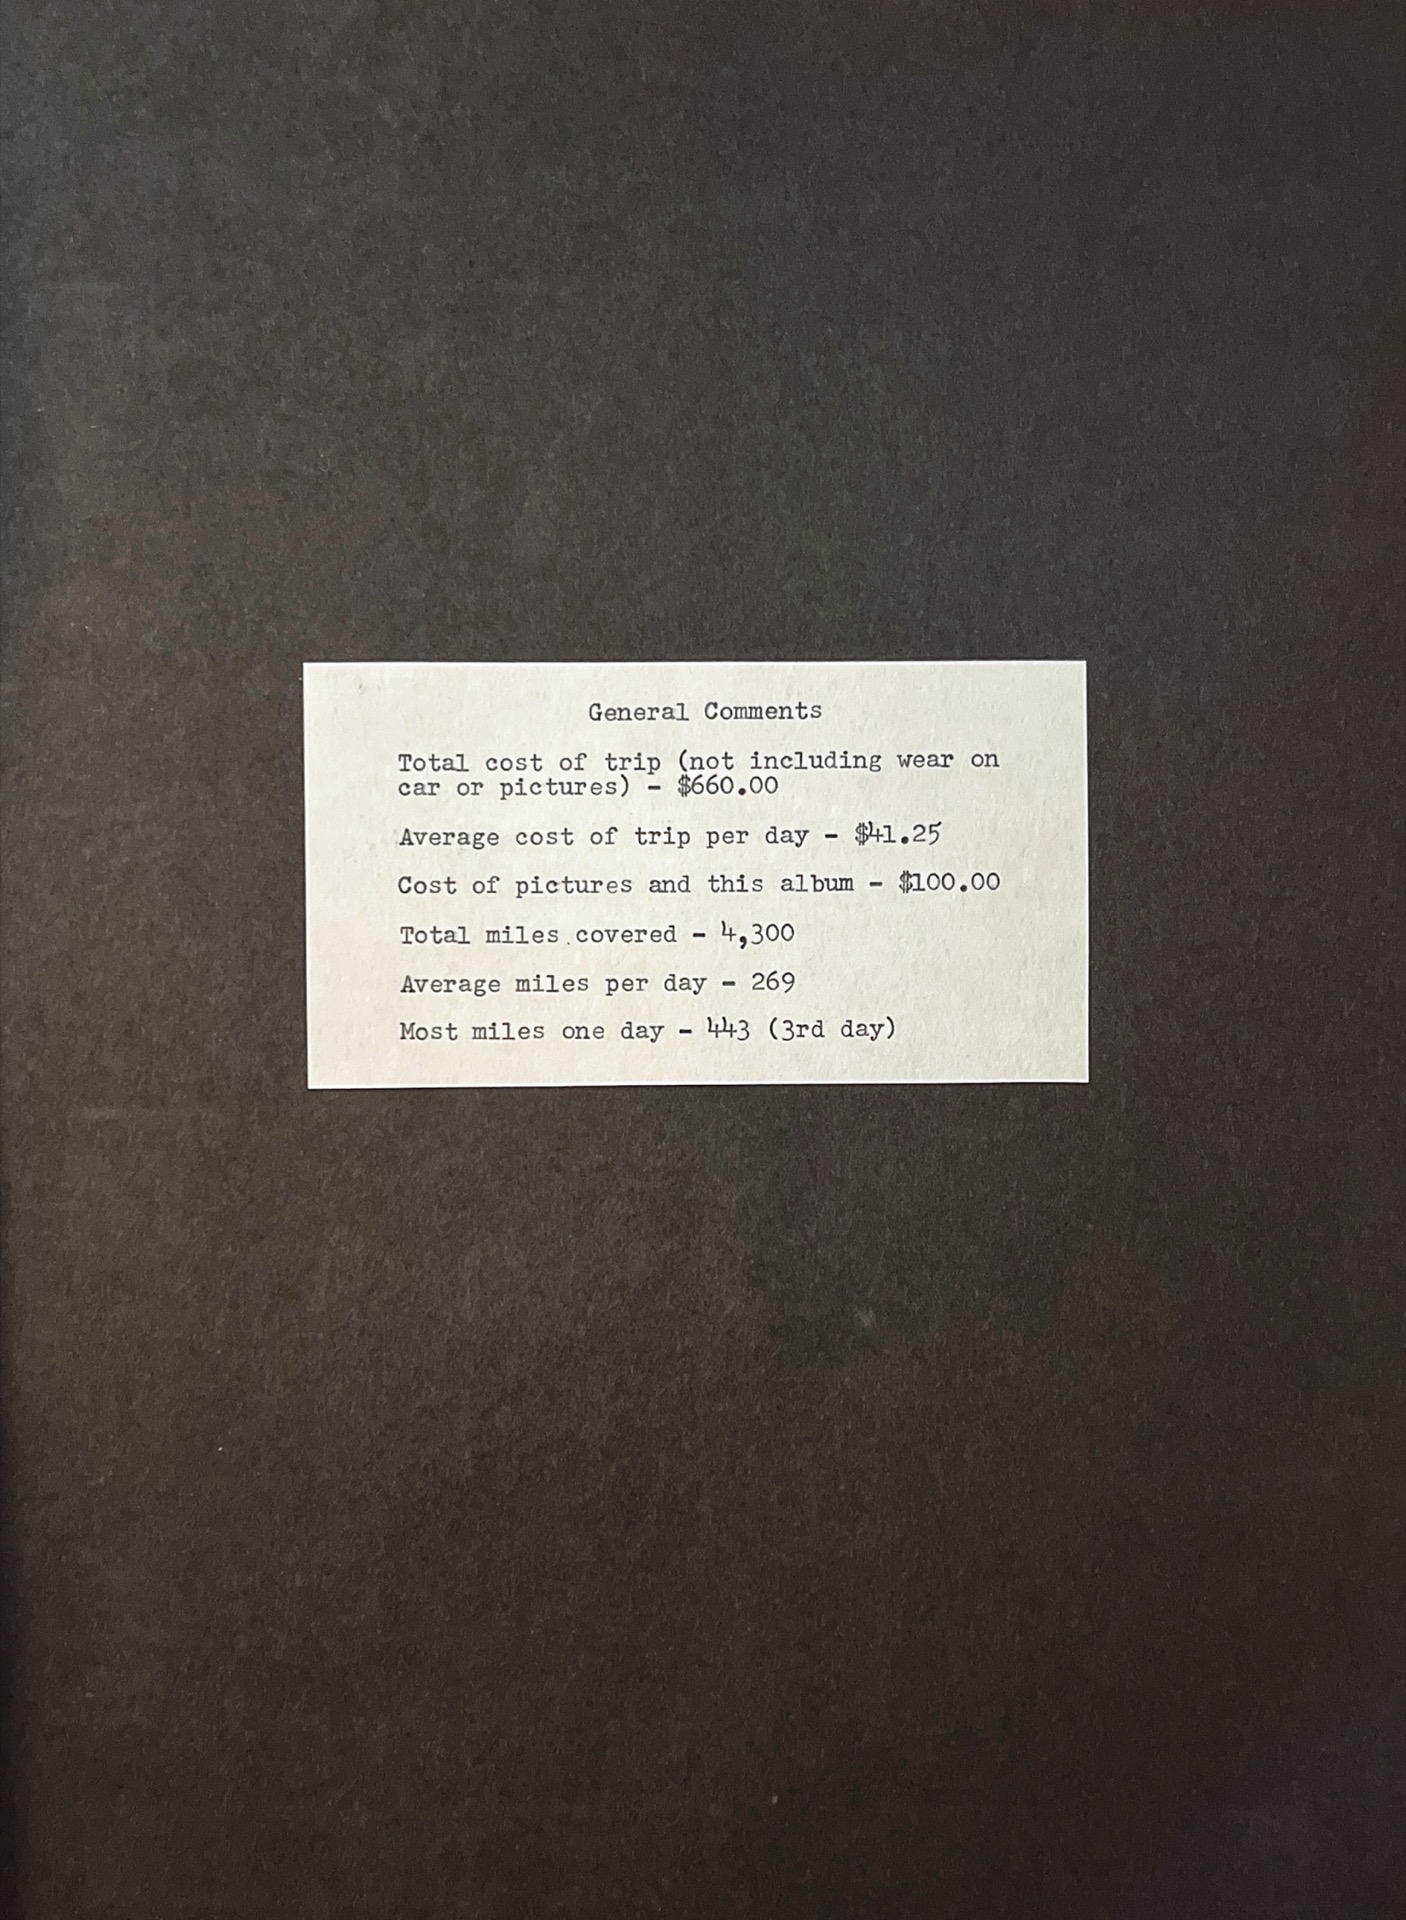 General Comments
Total cost of trip (not including wear on
car or pictures) - $660.00
Average cost of trip per day - $41.25
Cost of pictures and this album - $100.00
Total miles covered - 4,300
Average miles per day - 269
Most miles one day - 443 (3rd day)